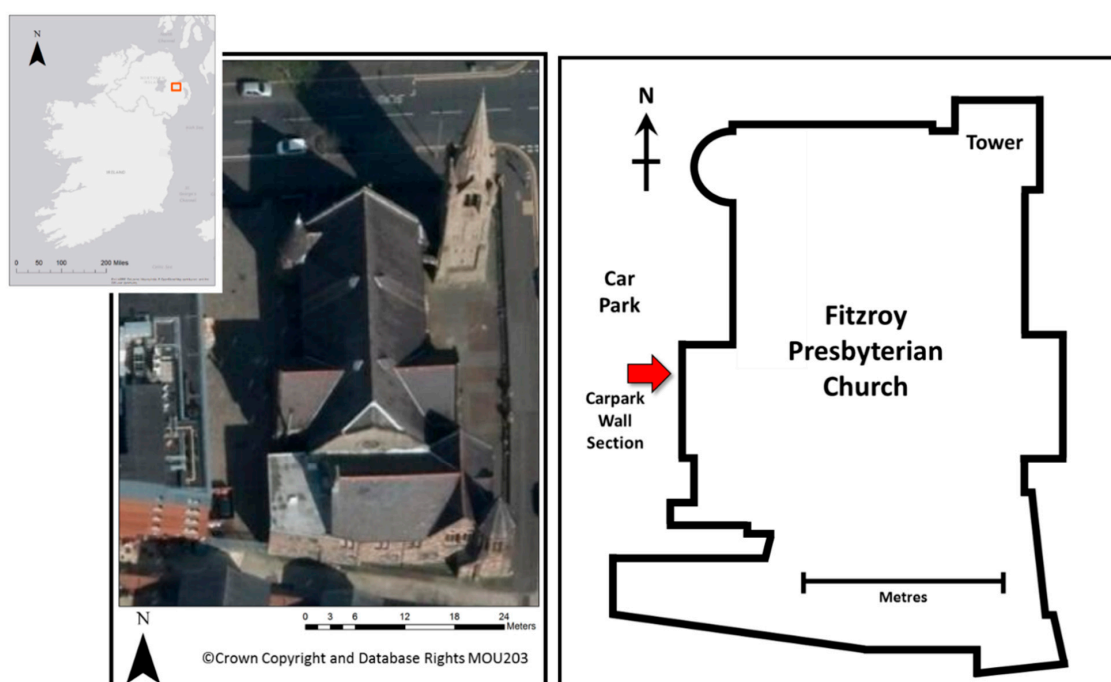 N
IRELAND
0 50 100 200 Miles
N
0 3 6 12 18 24
Meters
©Crown Copyright and Database Rights MOU203
N
Tower
Car
Park
Fitzroy
Presbyterian
Church
Carpark
Wall
Section
Metres